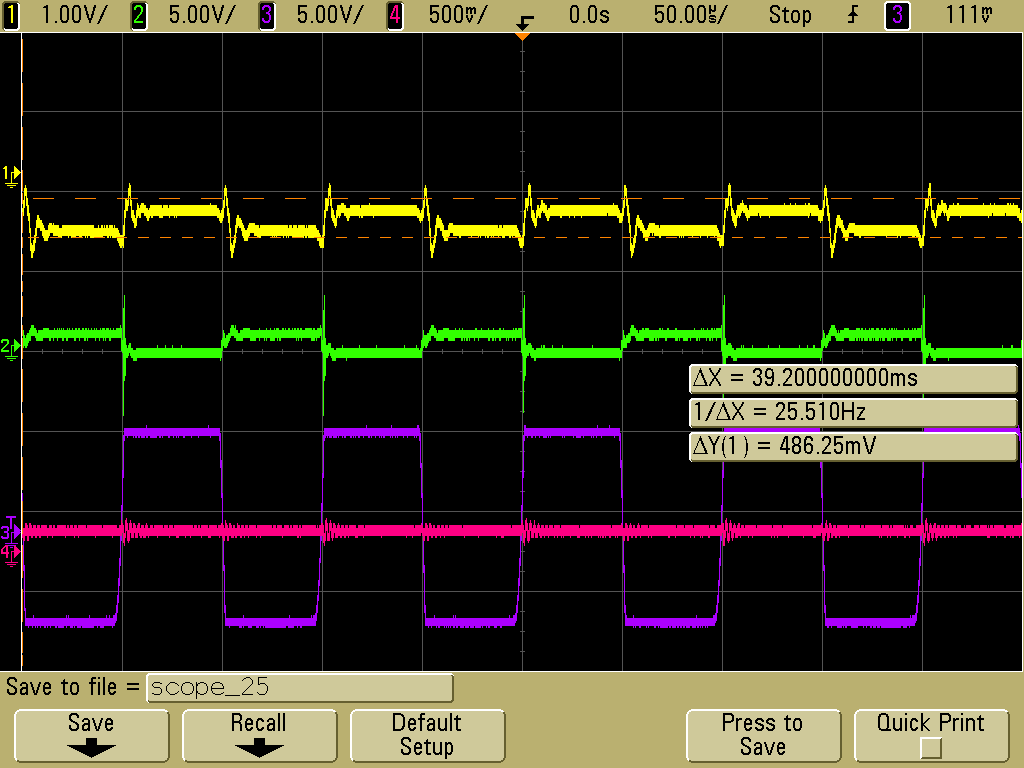 1 1.00V/ 2 5.00V/ 3 5.00V/ 4 500mV/ 0.0s 50.00us/ Stop 3 111mV
1
2
ΔX = 39.200000000ms
1/ΔX = 25.510Hz
ΔY(1) = 486.25mV
T
3
4
Save to file = scope_25
Save Recall Default Setup Press to Save Quick Print